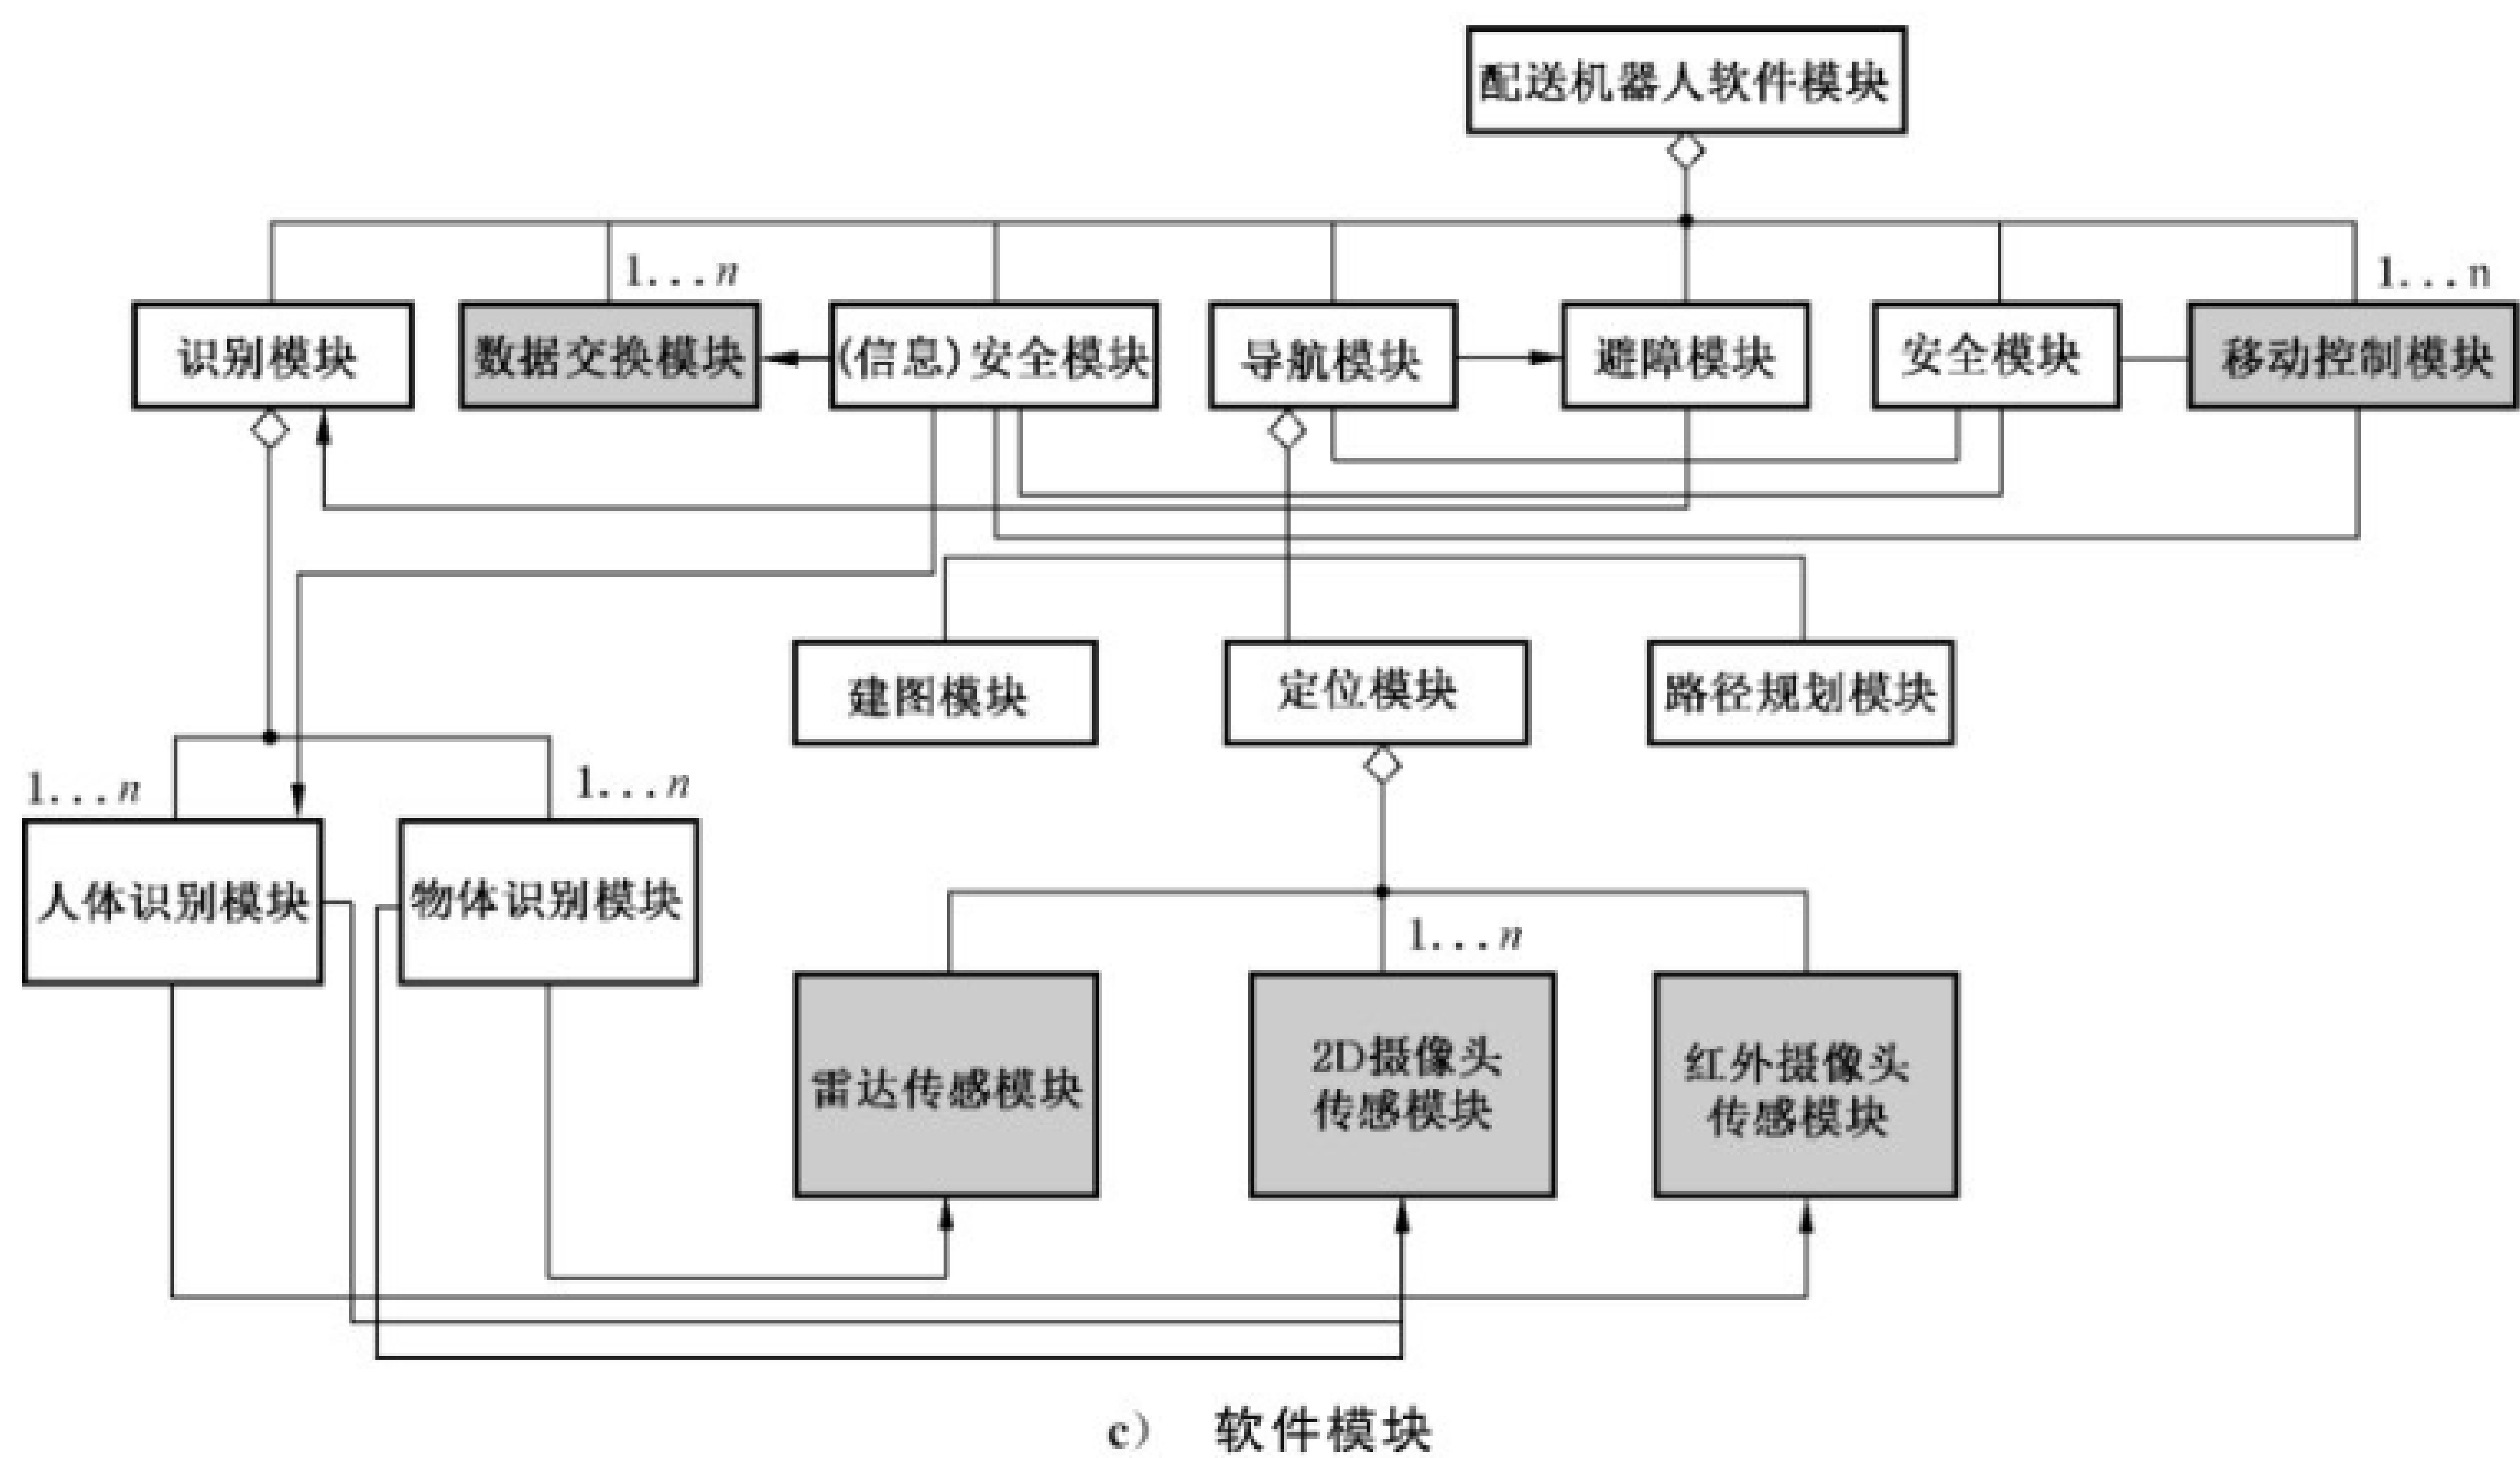 配送机器人软件模块
1...n
1...n
识别模块
数据交换模块
(信息)安全模块
导航模块
避障模块
安全模块
移动控制模块
建图模块
定位模块
路径规划模块
1...n
1...n
人体识别模块
物体识别模块
1...n
雷达传感模块
2D摄像头
传感模块
红外摄像头
传感模块
c) 软件模块